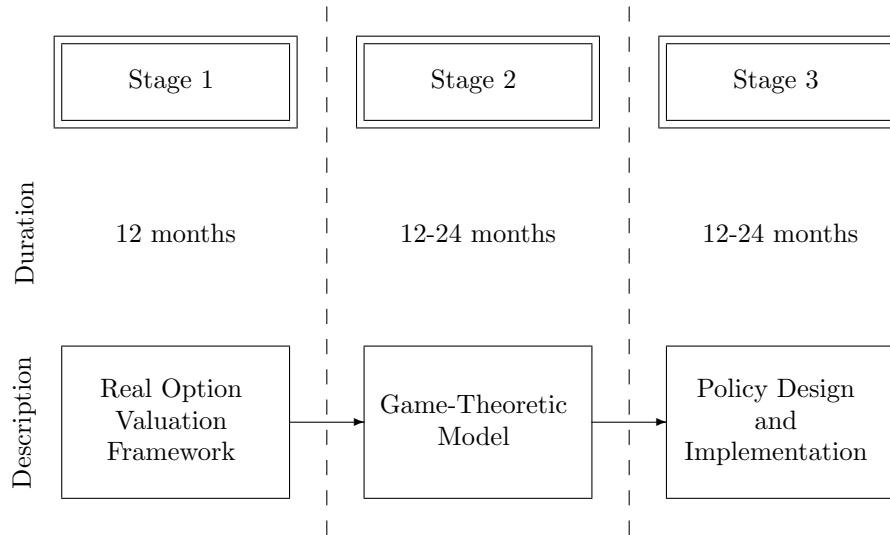 Stage 1
Stage 2
Stage 3
Duration
12 months
12-24 months
12-24 months
Description
Real Option
Valuation
Framework
Game-Theoretic
Model
Policy Design
and
Implementation